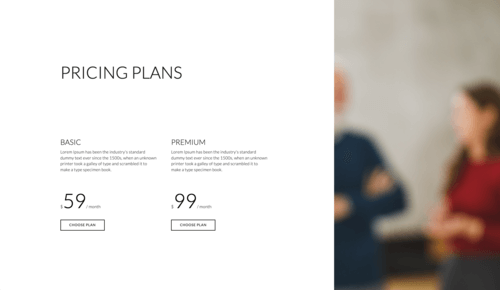 PRICING PLANS
BASIC
Lorem Ipsum has been the industry's standard
dummy text ever since the 1500s, when an unknown
printer took a galley of type and scrambled it to
make a type specimen book.
$ 59 / month
CHOOSE PLAN
PREMIUM
Lorem Ipsum has been the industry's standard
dummy text ever since the 1500s, when an unknown
printer took a galley of type and scrambled it to
make a type specimen book.
$ 99 / month
CHOOSE PLAN